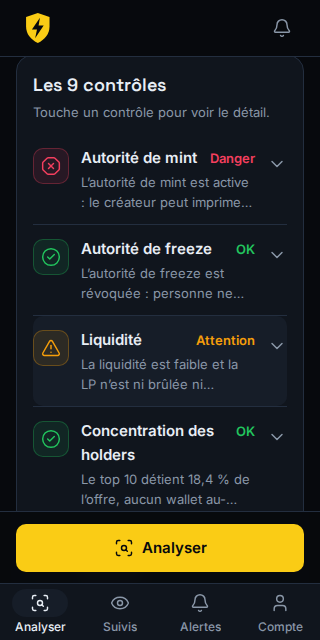 Les 9 contrôles
Touche un contrôle pour voir le détail.
Autorité de mint Danger
L'autorité de mint est active
: le créateur peut imprime…
Autorité de freeze OK
L'autorité de freeze est
révoquée : personne ne…
Liquidité Attention
La liquidité est faible et la
LP n'est ni brûlée ni…
Concentration des OK
holders
Le top 10 détient 18,4 % de
l'offre, aucun wallet au-…
Analyser
Analyser Suivis Alertes Compte